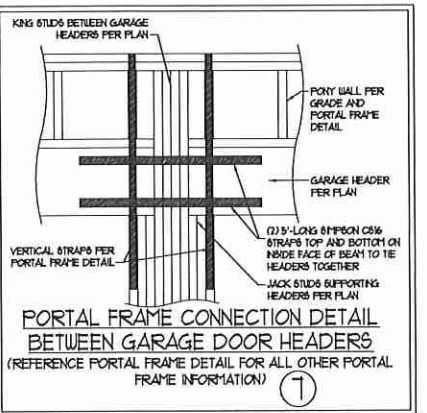 KING STUDS BETWEEN GARAGE
HEADERS PER PLAN
PONY WALL PER
GRADE AND
PORTAL FRAME
DETAIL
GARAGE HEADER
PER PLAN
(2) 5'-LONG SIMPSON CS16
STRAPS TOP AND BOTTOM ON
INSIDE FACE OF BEAM TO TIE
HEADERS TOGETHER
VERTICAL STRAPS PER
PORTAL FRAME DETAIL
JACK STUDS SUPPORTING
HEADERS PER PLAN
PORTAL FRAME CONNECTION DETAIL
BETWEEN GARAGE DOOR HEADERS
(REFERENCE PORTAL FRAME DETAIL FOR ALL OTHER PORTAL
FRAME INFORMATION)
7